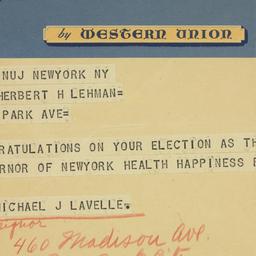 by WESTERN UNION
NUJ NEWYORK NY
HERBERT H LEHMAN=
PARK AVE=
RATULATIONS ON YOUR ELECTION AS TH
RNOR OF NEWYORK HEALTH HAPPINESS
MICHAEL J LAVELLE.
460 Madison Ave.